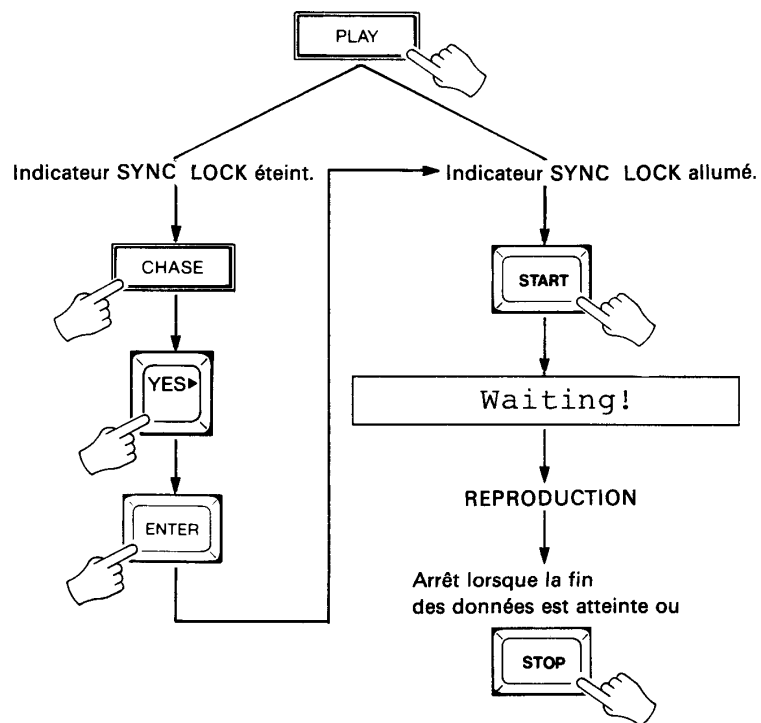 PLAY
Indicateur SYNC LOCK éteint.
CHASE
YES▶
ENTER
Indicateur SYNC LOCK allumé.
START
Waiting!
REPRODUCTION
Arrêt lorsque la fin
des données est atteinte ou
STOP